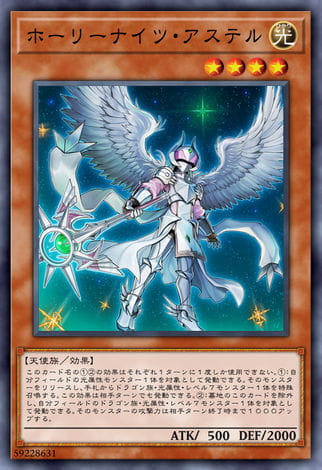 ホーリーナイツ・アステル
光
【天使族/効果】
このカード名の①②の効果はそれぞれ1ターンに1度しか使用できない。①:自
分フィールドの光属性モンスター1体を対象として発動できる。そのモンスター
をリリースし、手札からドラゴン族・光属性・レベル7モンスター1体を特殊
召喚する。この効果は相手ターンでも発動できる。②:墓地のこのカードを除外
し、自分フィールドのドラゴン族・光属性・レベル7モンスター1体を対象として
発動できる。そのモンスターの攻撃力は相手ターン終了時まで1000アッ
プする。
ATK/ 500 DEF/2000
59228631